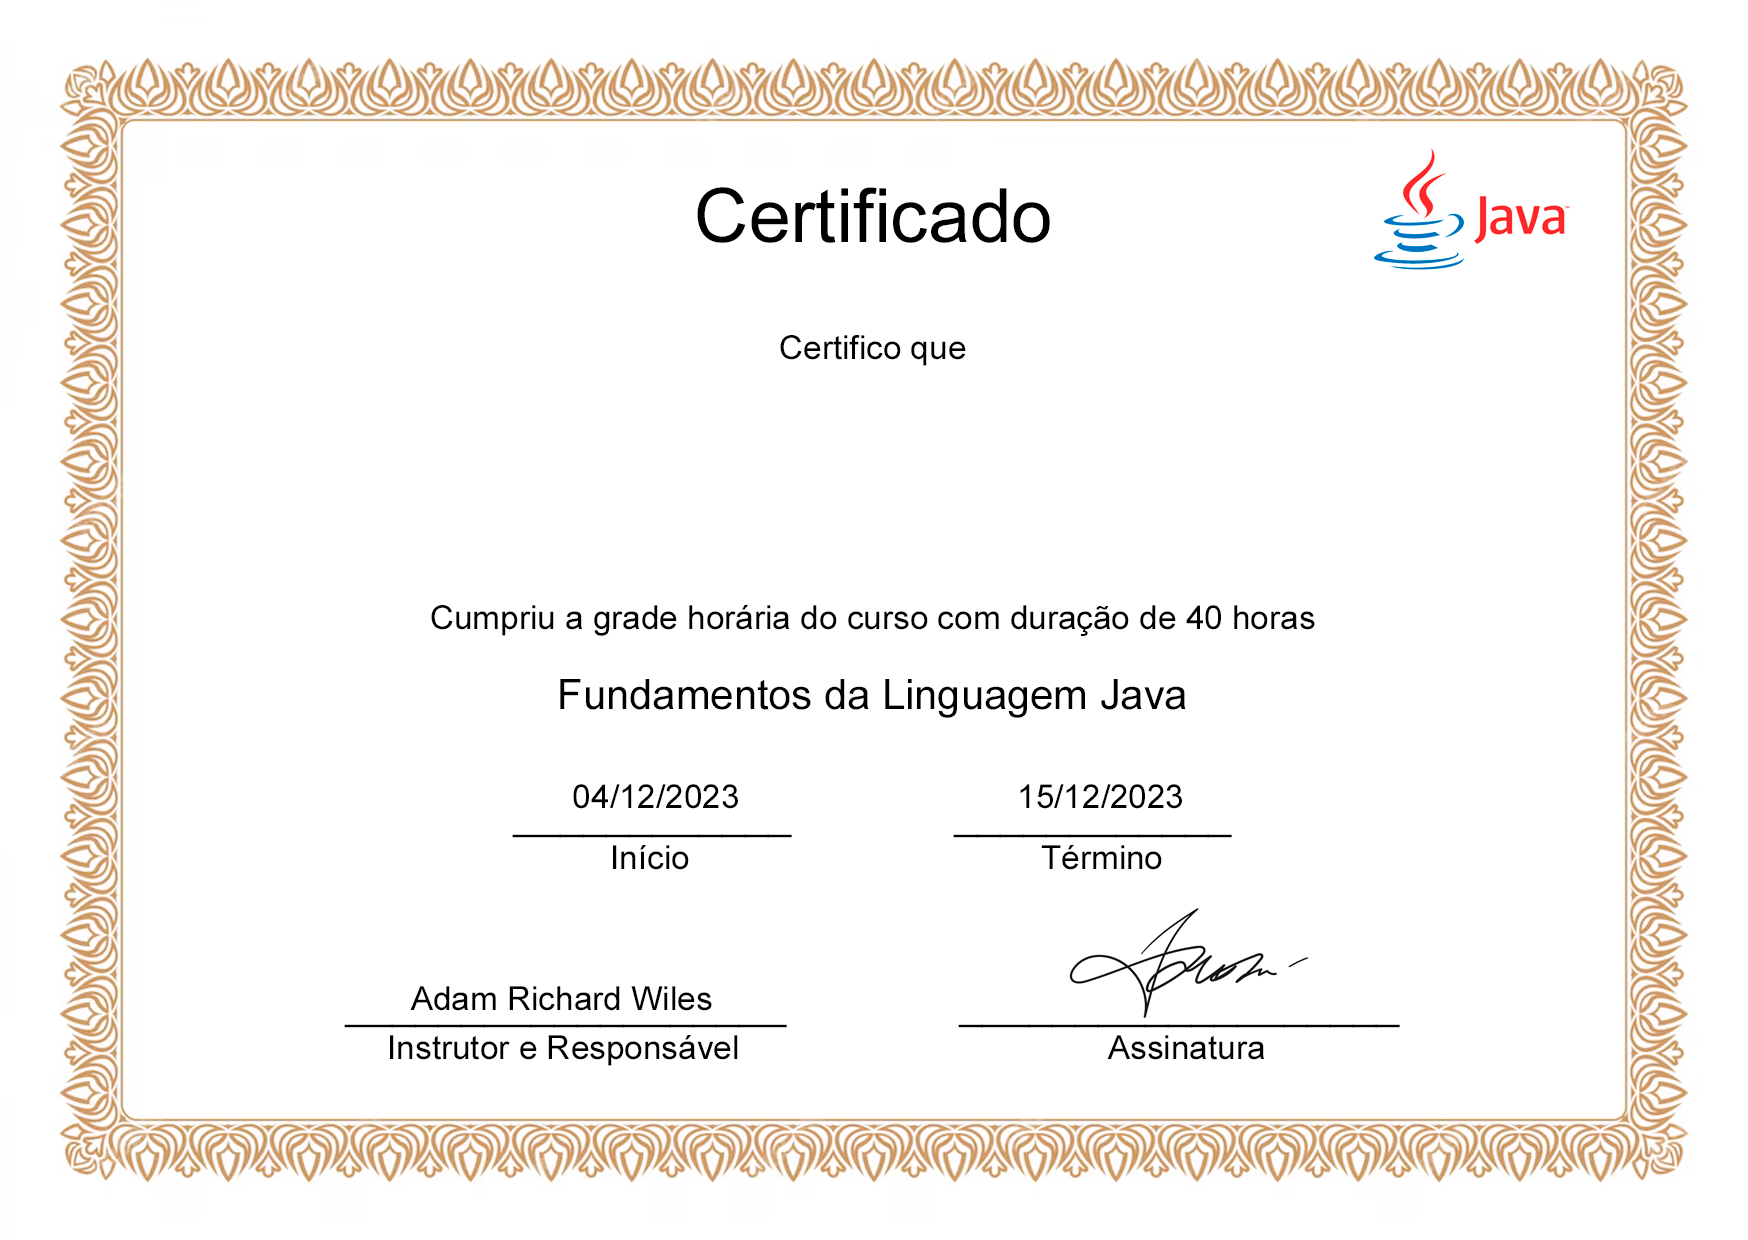 Certificado
Java
Certifico que
Cumpriu a grade horária do curso com duração de 40 horas
Fundamentos da Linguagem Java
04/12/2023 15/12/2023
Início Término
Adam Richard Wiles
Instrutor e Responsável Assinatura